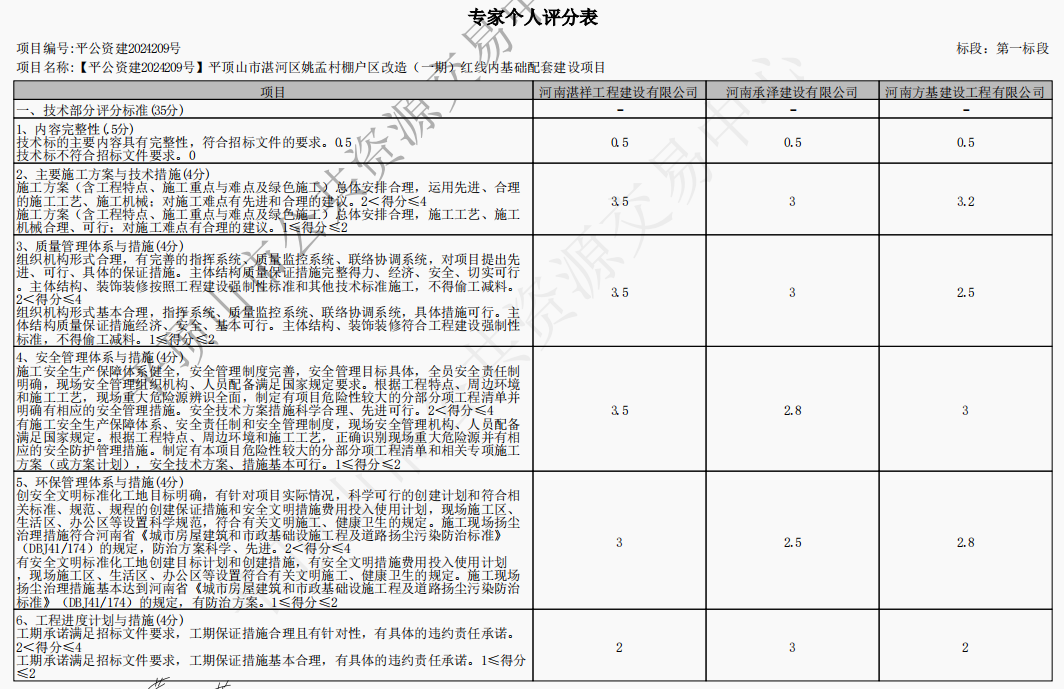 专家个人评分表
项目编号:平公资建2024209号
标段：第一标段
项目名称:【平公资建2024209号】平顶山市湛河区姚孟村棚户区改造（一期）红线内基础配套建设项目
项目 河南湛祥工程建设有限公司 河南承泽建设有限公司 河南方基建设工程有限公司
一、技术部分评分标准(35分) - - -
1、内容完整性(.5分)
技术标的主要内容具有完整性，符合招标文件的要求。0.5
技术标不符合招标文件要求。0
0.5 0.5 0.5
2、主要施工方案与技术措施(4分)
施工方案（含工程特点、施工重点与难点及绿色施工）总体安排合理，运用先进、合理
的施工工艺、施工机械；对施工难点有先进和合理的建议。2<得分≤4
施工方案（含工程特点、施工重点与难点及绿色施工）总体安排合理，施工工艺、施工
机械合理、可行；对施工难点有合理的建议。1≤得分≤2
3.5 3 3.2
3、质量管理体系与措施(4分)
组织机构形式合理，有完善的指挥系统、质量监控系统、联络协调系统，对项目提出先
进、可行、具体的保证措施。主体结构质量保证措施完整得力、经济、安全、切实可行
。主体结构、装饰装修按照工程建设强制性标准和其他技术标准施工，不得偷工减料。
2<得分≤4
组织机构形式基本合理，指挥系统、质量监控系统、联络协调系统，具体措施可行。主
体结构质量保证措施经济、安全、基本可行。主体结构、装饰装修符合工程建设强制性
标准，不得偷工减料。1≤得分≤2
3.5 3 2.5
4、安全管理体系与措施(4分)
施工安全生产保障体系健全，安全管理制度完善，安全管理目标具体，全员安全责任制
明确，现场安全管理组织机构、人员配备满足国家规定要求。根据工程特点、周边环境
和施工工艺，现场重大危险源辨识全面，制定有项目危险性较大的分部分项工程清单并
明确有相应的安全管理措施。安全技术方案措施科学合理、先进可行。2<得分≤4
有施工安全生产保障体系、安全责任制和安全管理制度，现场安全管理机构、人员配备
满足国家规定。根据工程特点、周边环境和施工工艺，正确识别现场重大危险源并有相
应的安全防护管理措施。制定有本项目危险性较大的分部分项工程清单和相关专项施工
方案（或方案计划），安全技术方案、措施基本可行。1≤得分≤2
3.5 2.8 3
5、环保管理体系与措施(4分)
创安全文明标准化工地目标明确，有针对项目实际情况，科学可行的创建计划和符合相
关标准、规范、规程的创建保证措施和安全文明措施费用投入使用计划，现场施工区、
生活区、办公区等设置科学规范，符合有关文明施工、健康卫生的规定。施工现场扬尘
治理措施符合河南省《城市房屋建筑和市政基础设施工程及道路扬尘污染防治标准》
（DBJ41/174）的规定，防治方案科学、先进。2<得分≤4
有安全文明标准化工地创建目标计划和创建措施，有安全文明措施费用投入使用计划
，现场施工区、生活区、办公区等设置符合有关文明施工、健康卫生的规定。施工现场
扬尘治理措施基本达到河南省《城市房屋建筑和市政基础设施工程及道路扬尘污染防治
标准》（DBJ41/174）的规定，有防治方案。1≤得分≤2
3 2.5 2.8
6、工程进度计划与措施(4分)
工期承诺满足招标文件要求，工期保证措施合理且有针对性，有具体的违约责任承诺。
2<得分≤4
工期承诺满足招标文件要求，工期保证措施基本合理，有具体的违约责任承诺。1≤得分
≤2
2 3 2